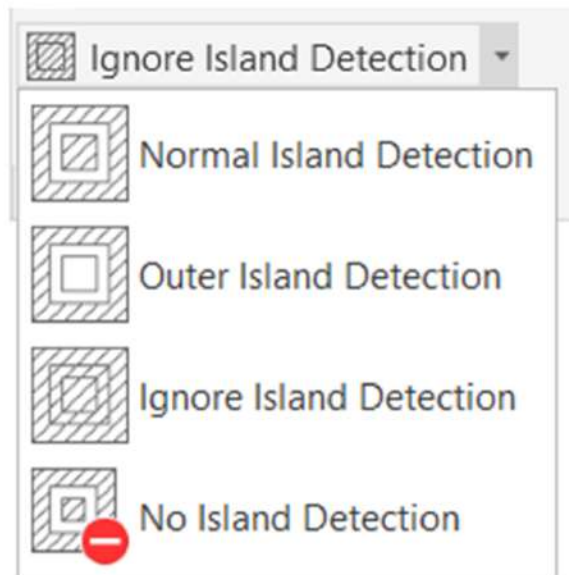 Ignore Island Detection
Normal Island Detection
Outer Island Detection
Ignore Island Detection
No Island Detection